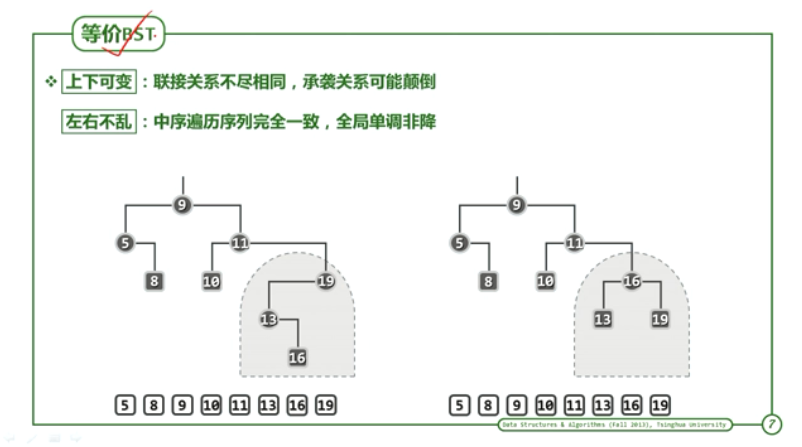 等价BST.
❖ 上下可变：联接关系不尽相同，承袭关系可能颠倒
左右不乱：中序遍历序列完全一致，全局单调非降
9 9
5 11 5 11
8 10 19 8 10 16
13 13 19
16
5 8 9 10 11 13 16 19 5 8 9 10 11 13 16 19
Data Structures & Algorithms (Fall 2013), Tsinghua University 7